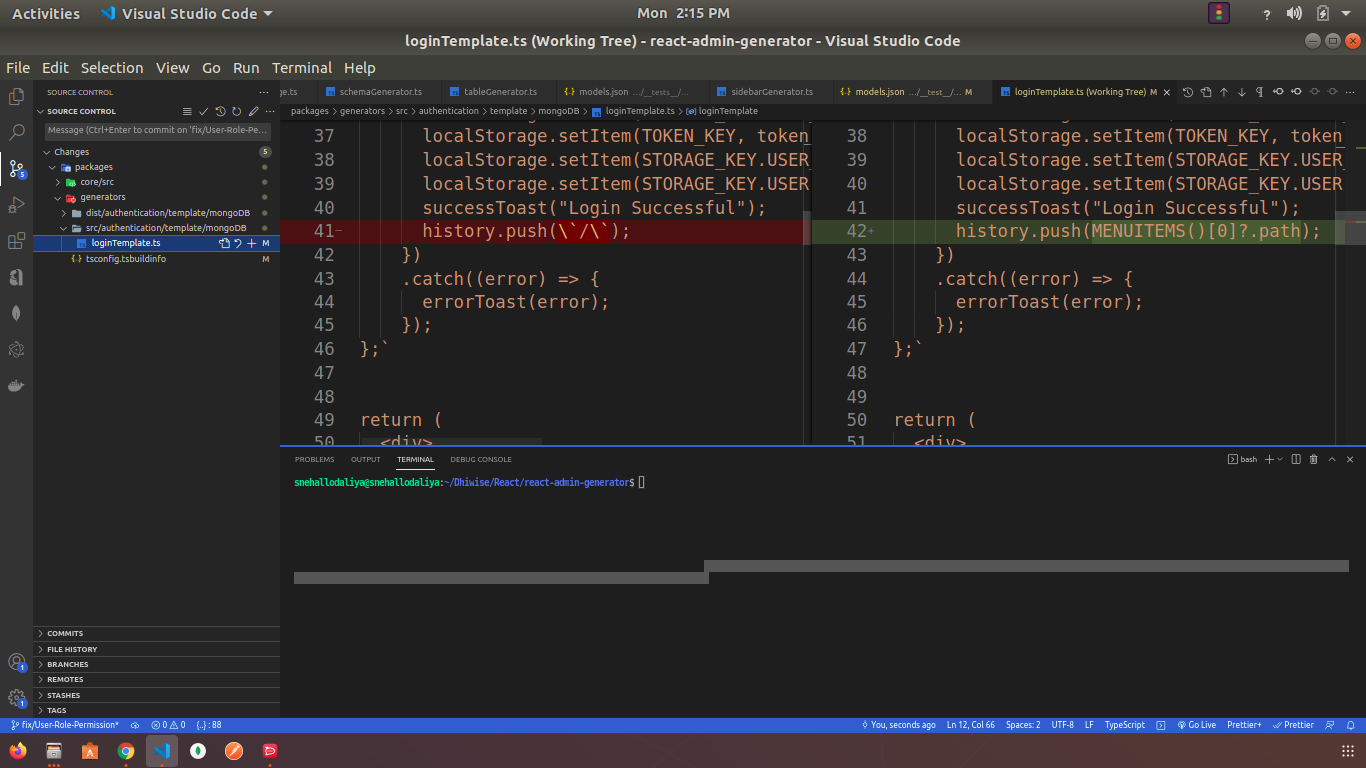 Activities Visual Studio Code Mon 2:15 PM ?
loginTemplate.ts (Working Tree) - react-admin-generator - Visual Studio Code
File Edit Selection View Go Run Terminal Help
SOURCE CONTROL
ge.ts schemaGenerator.ts tableGenerator.ts models.json .../__tests__/... sidebarGenerator.ts models.json .../__test__/... M loginTemplate.ts (Working Tree) M
SOURCE CONTROL
packages > generators > src > authentication > template > mongoDB > loginTemplate.ts > loginTemplate
Message (Ctrl+Enter to commit on 'fix/User-Role-Pe...
Changes 5
packages
core/src
generators
dist/authentication/template/mongoDB
src/authentication/template/mongoDB
loginTemplate.ts M
tsconfig.tsbuildinfo M
COMMITS
FILE HISTORY
BRANCHES
REMOTES
STASHES
TAGS
37 localStorage.setItem(TOKEN_KEY, token_
38 localStorage.setItem(STORAGE_KEY.USER_
39 localStorage.setItem(STORAGE_KEY.USER
40 successToast("Login Successful");
41− history.push(\`/\`);
42 })
43 .catch((error) => {
44 errorToast(error);
45 });
46 };`
47
48
49 return (
50 <div>
38 localStorage.setItem(TOKEN_KEY, token_
39 localStorage.setItem(STORAGE_KEY.USER_
40 localStorage.setItem(STORAGE_KEY.USER
41 successToast("Login Successful");
42+ history.push(MENUITEMS()[0]?.path);
43 })
44 .catch((error) => {
45 errorToast(error);
46 });
47 };`
48
49
50 return (
51 <div>
PROBLEMS OUTPUT TERMINAL DEBUG CONSOLE bash
snehallodaliya@snehallodaliya:~/Dhiwise/React/react-admin-generator$
5
1
1
fix/User-Role-Permission* 0 0 {..} : 88 You, seconds ago Ln 12, Col 66 Spaces: 2 UTF-8 LF TypeScript Go Live Prettier+ Prettier